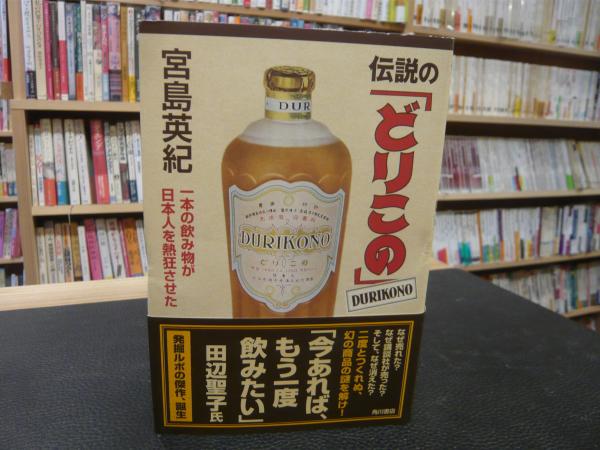 伝説の
「どりこの」
DURIKONO
宮島英紀
一本の飲み物が
日本人を熱狂させた
DUR
DURIKONO
どりこの
なぜ売れた?
なぜ講談社が売った?
そして、なぜ消えた?
二度とつくれぬ、
幻の商品の謎を解け!
角川書店
「今あれば、
もう一度
飲みたい」
田辺聖子氏
発掘ルポの傑作、誕生